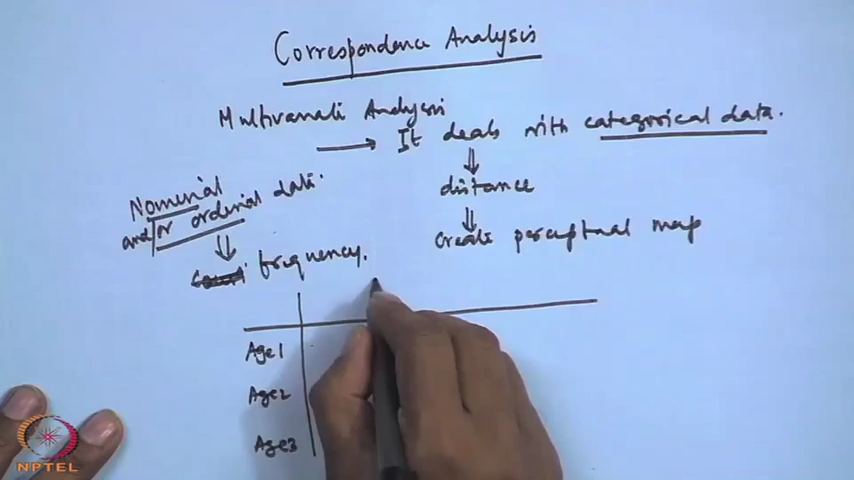 Correspondence Analysis
Multivariate Analysis
→ It deals with categorical data.
distance
create perceptual map
Nominal
and/or ordinal data.
frequency.
Age1
Age2
Age3
NPTEL